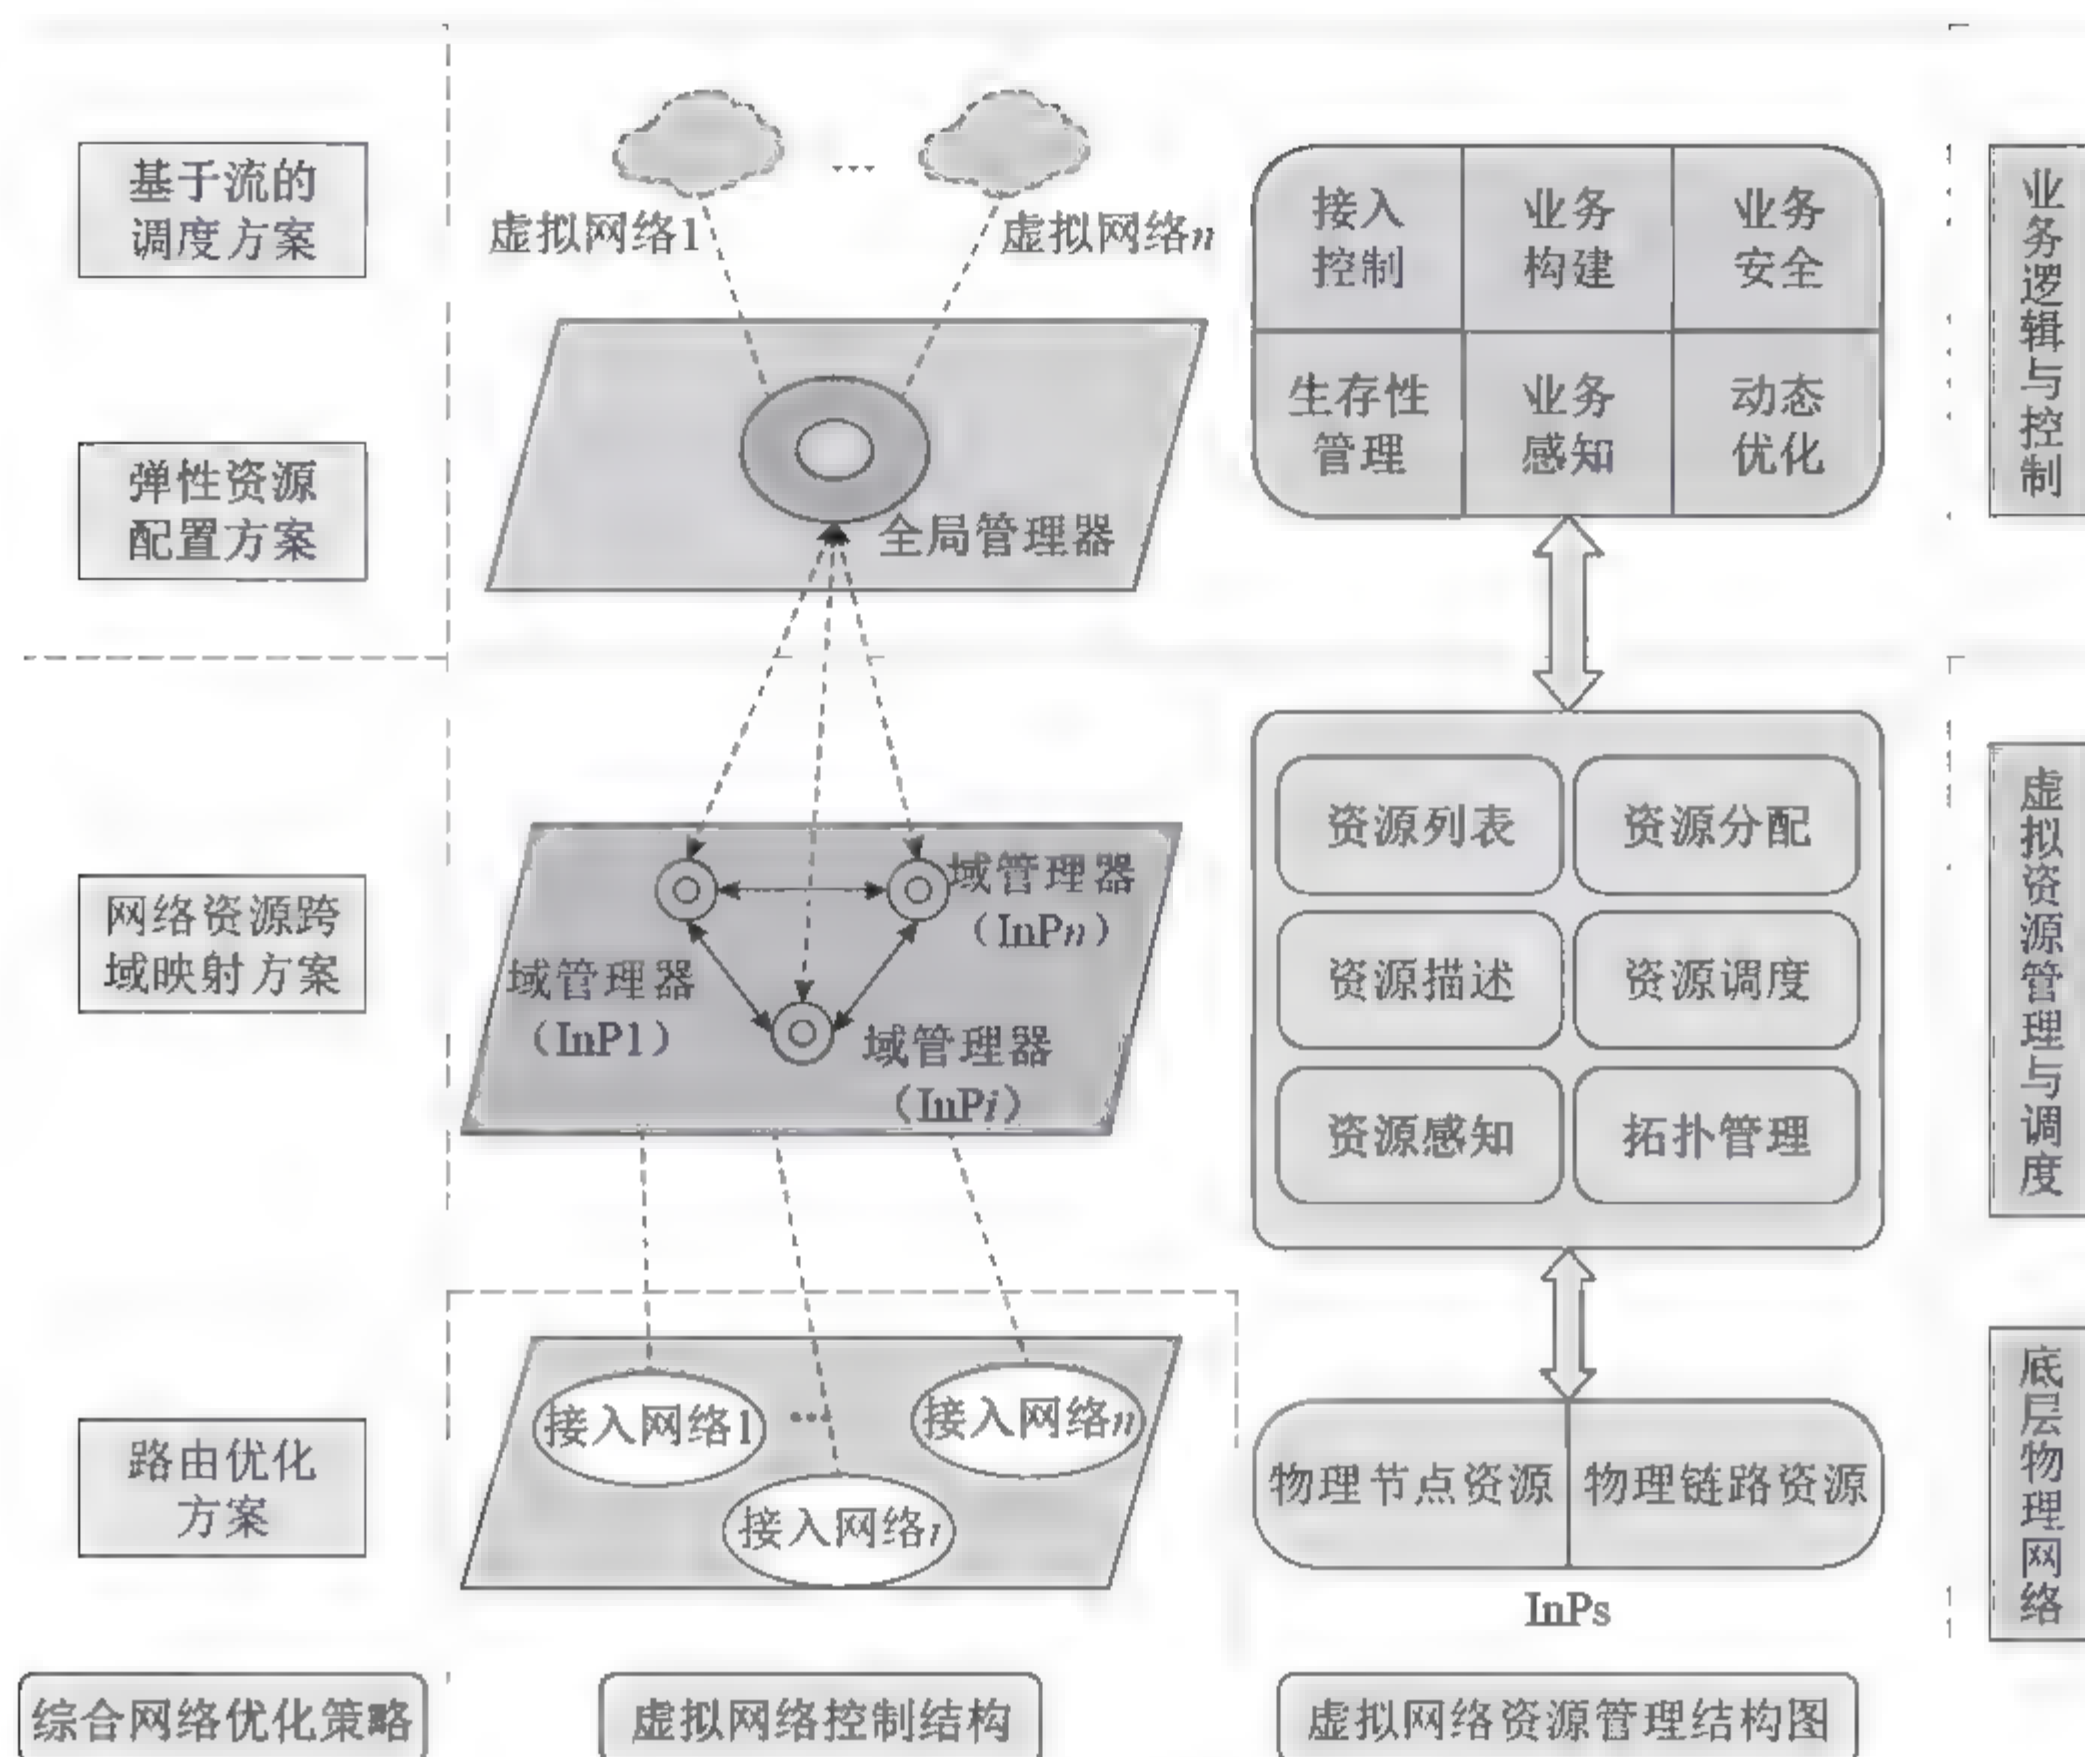 基于流的
调度方案
弹性资源
配置方案
网络资源跨
域映射方案
路由优化
方案
综合网络优化策略
虚拟网络1
…
虚拟网络n
全局管理器
域管理器
（InPn）
域管理器
（InP1）
域管理器
（InPi）
接入网络1
…
接入网络n
接入网络i
虚拟网络控制结构
接入
控制
业务
构建
业务
安全
生存性
管理
业务
感知
动态
优化
资源列表
资源分配
资源描述
资源调度
资源感知
拓扑管理
物理节点资源
物理链路资源
InPs
虚拟网络资源管理结构图
业务逻辑与控制
虚拟资源管理与调度
底层物理网络